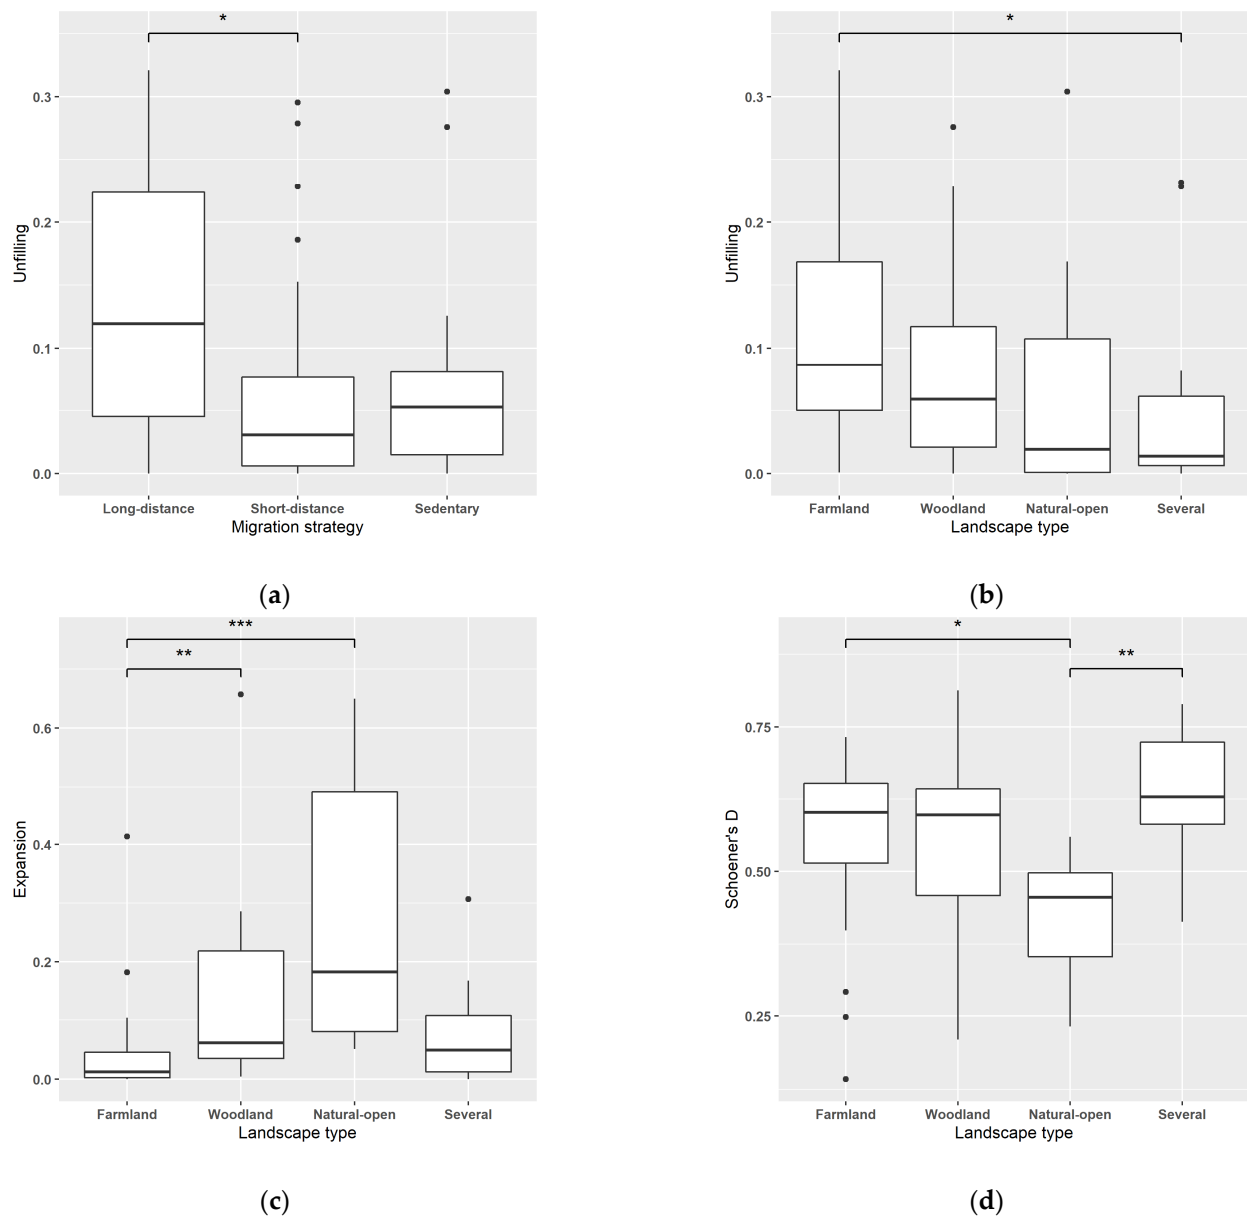 *
0.3
0.2
0.1
0.0
Unfilling
Long-distance Short-distance Sedentary
Migration strategy
(a)
*
0.3
0.2
0.1
0.0
Unfilling
Farmland Woodland Natural-open Several
Landscape type
(b)
***
**
0.6
0.4
0.2
0.0
Expansion
Farmland Woodland Natural-open Several
Landscape type
(c)
*
**
0.75
0.50
0.25
Schoener's D
Farmland Woodland Natural-open Several
Landscape type
(d)